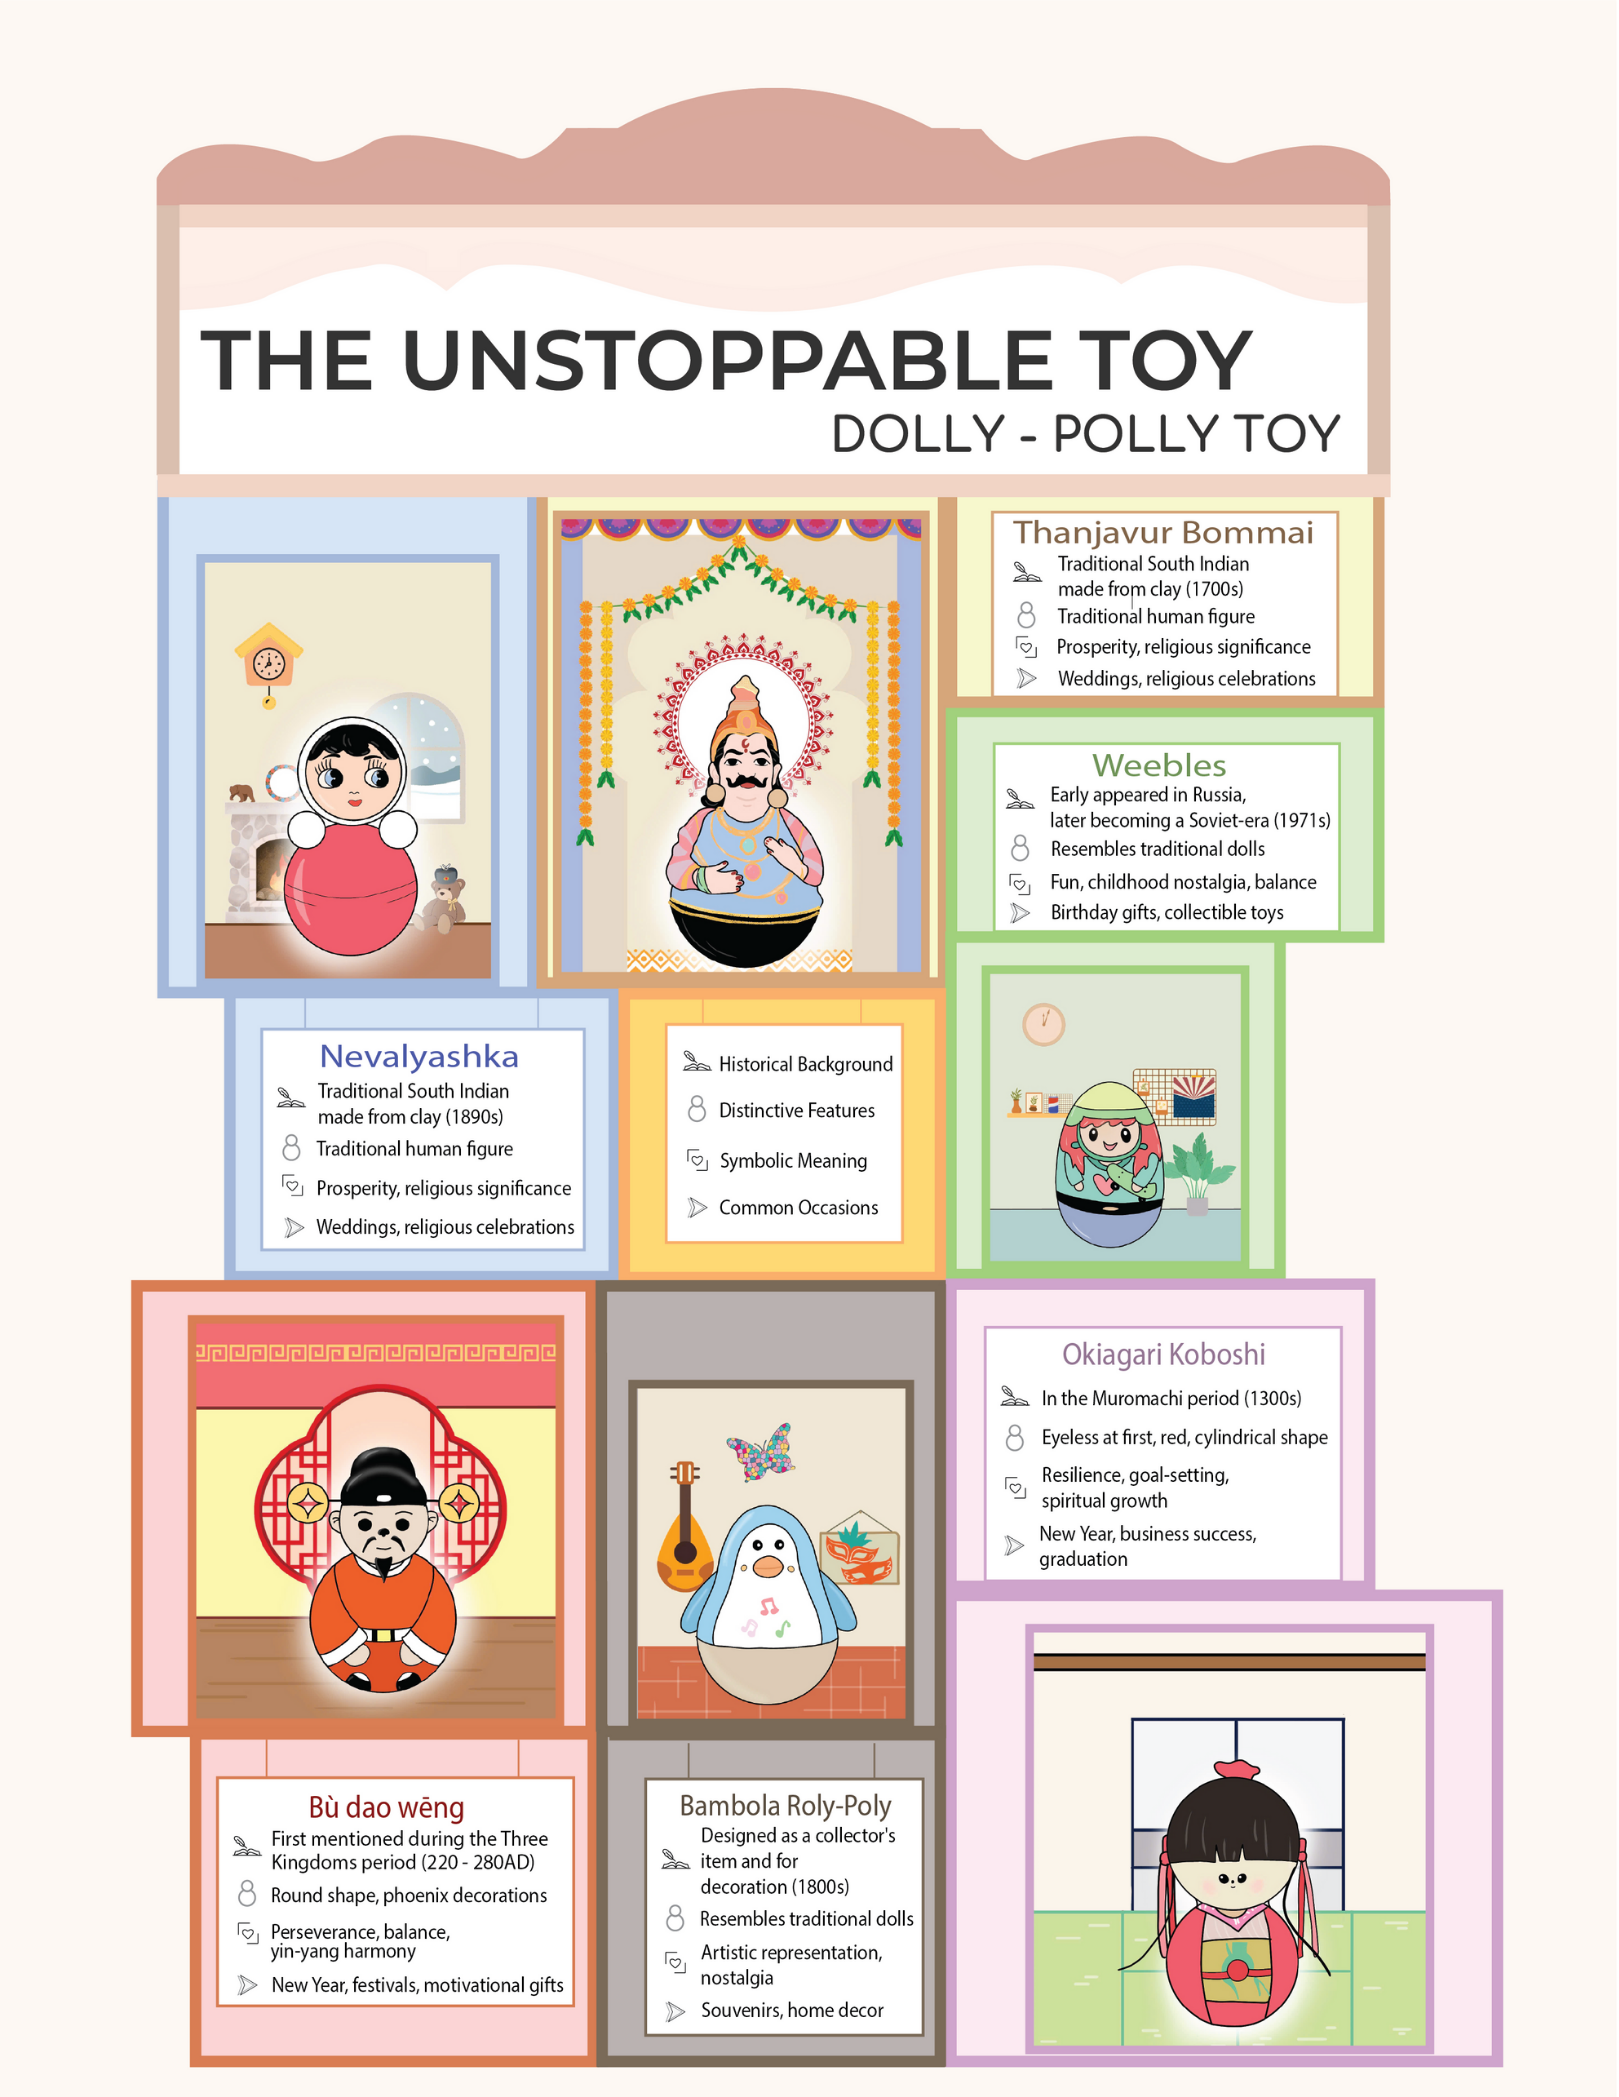 THE UNSTOPPABLE TOY
DOLLY - POLLY TOY
Thanjavur Bommai
Traditional South Indian
made from clay (1700s)
Traditional human figure
Prosperity, religious significance
Weddings, religious celebrations
Weebles
Early appeared in Russia,
later becoming a Soviet-era (1971s)
Resembles traditional dolls
Fun, childhood nostalgia, balance
Birthday gifts, collectible toys
Nevalyashka
Traditional South Indian
made from clay (1890s)
Traditional human figure
Prosperity, religious significance
Weddings, religious celebrations
Historical Background
Distinctive Features
Symbolic Meaning
Common Occasions
Okiagari Koboshi
In the Muromachi period (1300s)
Eyeless at first, red, cylindrical shape
Resilience, goal-setting,
spiritual growth
New Year, business success,
graduation
Bù dao wēng
First mentioned during the Three
Kingdoms period (220 - 280AD)
Round shape, phoenix decorations
Perseverance, balance,
yin-yang harmony
New Year, festivals, motivational gifts
Bambola Roly-Poly
Designed as a collector's
item and for
decoration (1800s)
Resembles traditional dolls
Artistic representation,
nostalgia
Souvenirs, home decor